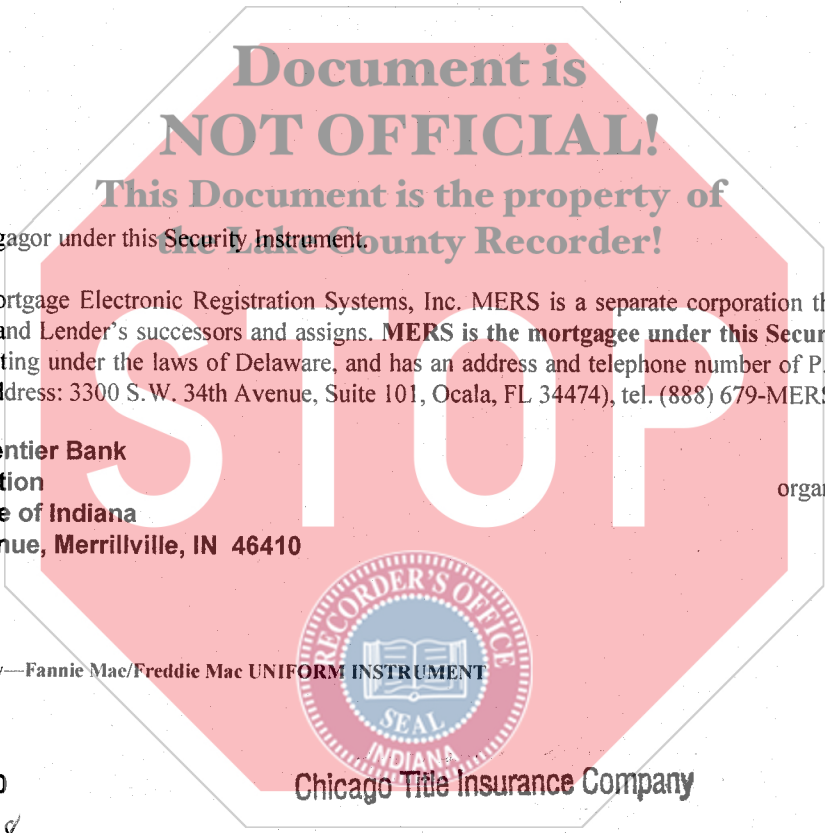 Document is
NOT OFFICIAL!
This Document is the property of
the Lake County Recorder!
gagor under this Security Instrument.
ortgage Electronic Registration Systems, Inc. MERS is a separate corporation th
and Lender's successors and assigns. MERS is the mortgagee under this Secur
ting under the laws of Delaware, and has an address and telephone number of P.
ddress: 3300 S.W. 34th Avenue, Suite 101, Ocala, FL 34474), tel. (888) 679-MERS
STOP
entier Bank
tion
organ
e of Indiana
nue, Merrillville, IN 46410
RECORDER'S OFFICE
SEAL
INDIANA
y—Fannie Mae/Freddie Mac UNIFORM INSTRUMENT
Chicago Title Insurance Company